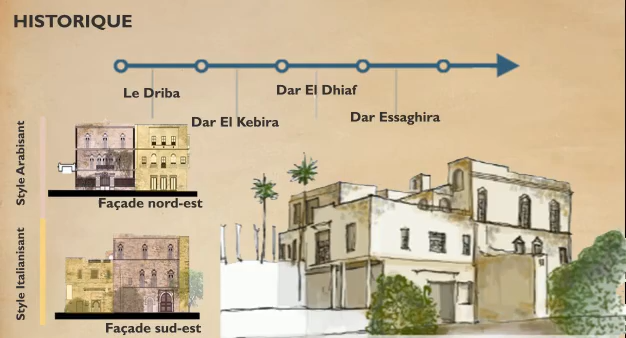 HISTORIQUE
Le Driba
Dar El Kebira
Dar El Dhiaf
Dar Essaghira
Style Arabisant
Façade nord-est
Style Italianisant
Façade sud-est